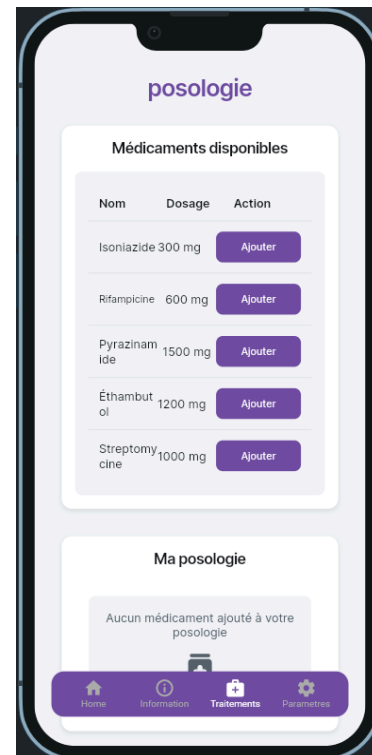 posologie
Médicaments disponibles
Nom Dosage Action
Isoniazide 300 mg Ajouter
Rifampicine 600 mg Ajouter
Pyrazinam
ide 1500 mg Ajouter
Éthambut
ol 1200 mg Ajouter
Streptomy
cine 1000 mg Ajouter
Ma posologie
Aucun médicament ajouté à votre
posologie
Home Information Traitements Parametres